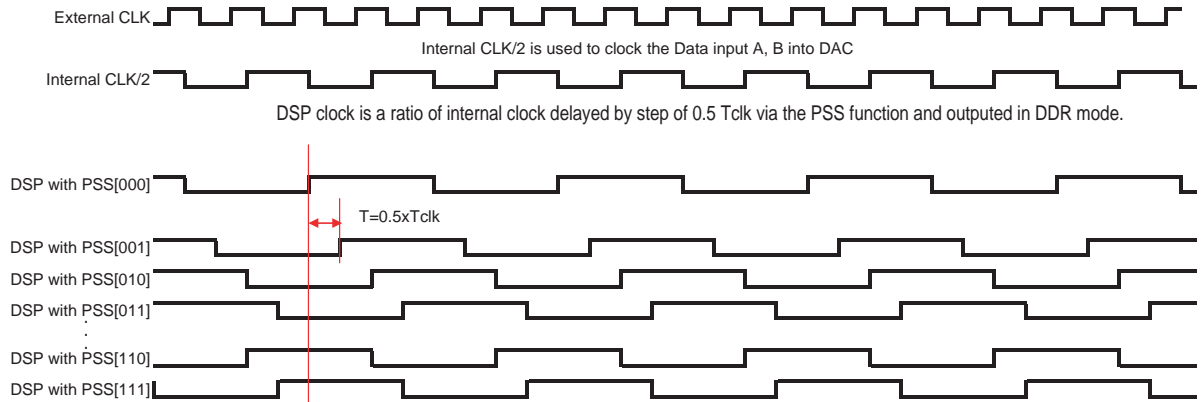 External CLK
Internal CLK/2 is used to clock the Data input A, B into DAC
Internal CLK/2
DSP clock is a ratio of internal clock delayed by step of 0.5 Tclk via the PSS function and outputed in DDR mode.
DSP with PSS[000]
T=0.5xTclk
DSP with PSS[001]
DSP with PSS[010]
DSP with PSS[011]
.
.
.
DSP with PSS[110]
DSP with PSS[111]